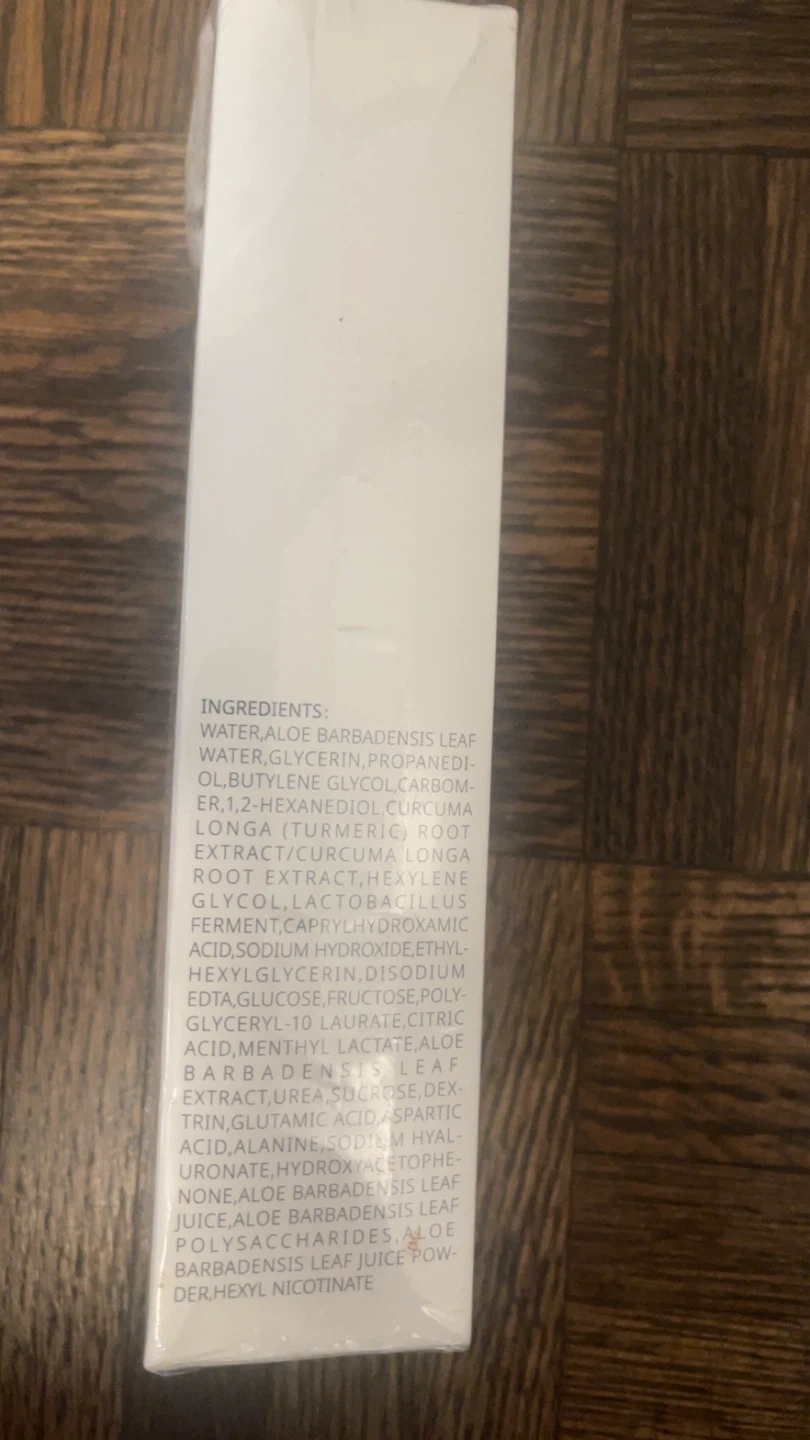 INGREDIENTS:
WATER,ALOE BARBADENSIS LEAF
WATER,GLYCERIN,PROPANEDI-
OL,BUTYLENE GLYCOL,CARBOM-
ER,1,2-HEXANEDIOL,CURCUMA
LONGA (TURMERIC) ROOT
EXTRACT/CURCUMA LONGA
ROOT EXTRACT,HEXYLENE
GLYCOL,LACTOBACILLUS
FERMENT,CAPRYLHYDROXAMIC
ACID,SODIUM HYDROXIDE,ETHYL-
HEXYLGLYCERIN,DISODIUM
EDTA,GLUCOSE,FRUCTOSE,POLY-
GLYCERYL-10 LAURATE,CITRIC
ACID,MENTHYL LACTATE,ALOE
BARBADENSIS LEAF
EXTRACT,UREA,SUCROSE,DEX-
TRIN,GLUTAMIC ACID,ASPARTIC
ACID,ALANINE,SODIUM HYAL-
URONATE,HYDROXYACETOPHE-
NONE,ALOE BARBADENSIS LEAF
JUICE,ALOE BARBADENSIS LEAF
POLYSACCHARIDES,ALOE
BARBADENSIS LEAF JUICE POW-
DER,HEXYL NICOTINATE